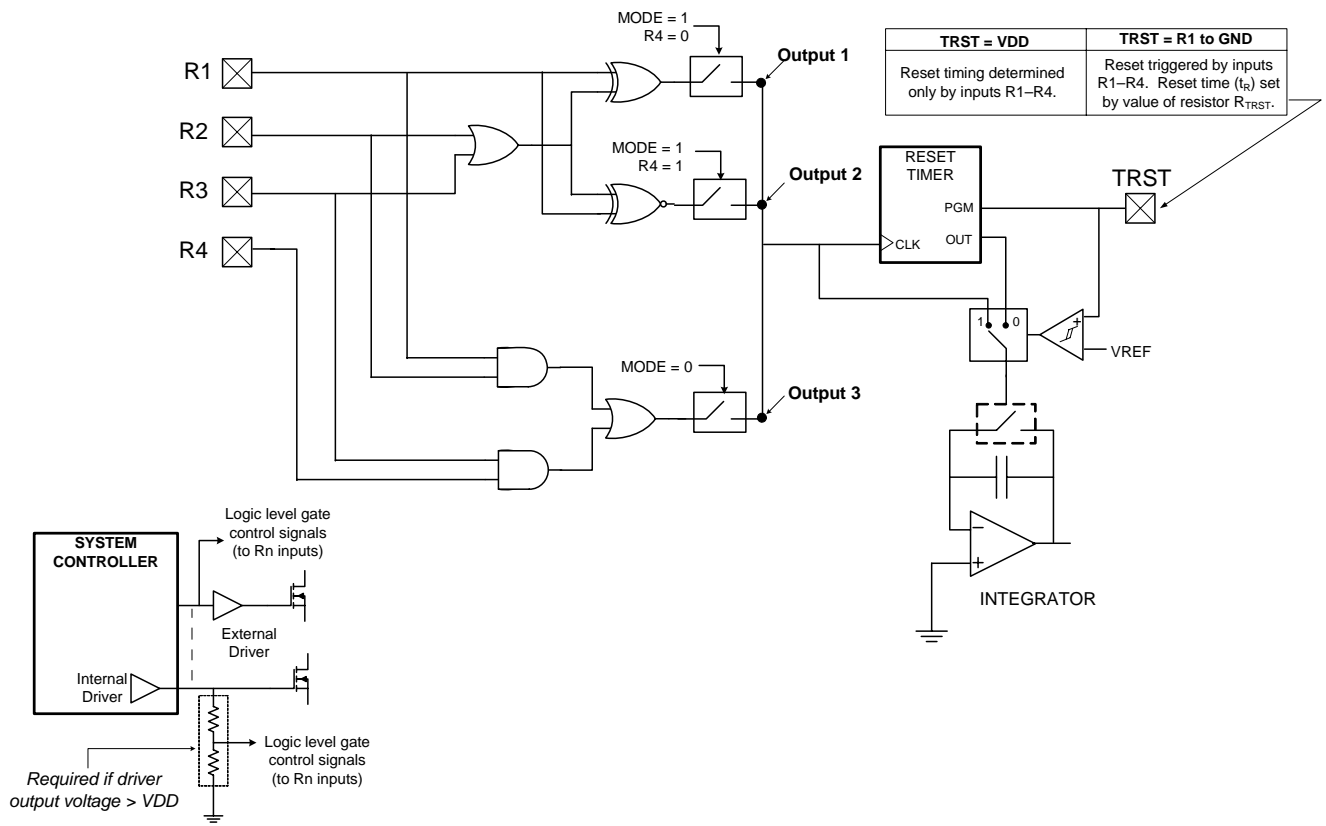 MODE = 1
R4 = 0
Output 1
R1
R2
R3
R4
MODE = 1
R4 = 1
Output 2
MODE = 0
Output 3
TRST = VDD
Reset timing determined
only by inputs R1–R4.
TRST = R1 to GND
Reset triggered by inputs
R1–R4. Reset time (tR) set
by value of resistor RTRST.
RESET
TIMER
PGM
OUT
CLK
TRST
1
0
+
VREF
−
+
INTEGRATOR
SYSTEM
CONTROLLER
Logic level gate
control signals
(to Rn inputs)
External
Driver
Internal
Driver
Logic level gate
control signals
(to Rn inputs)
Required if driver
output voltage > VDD